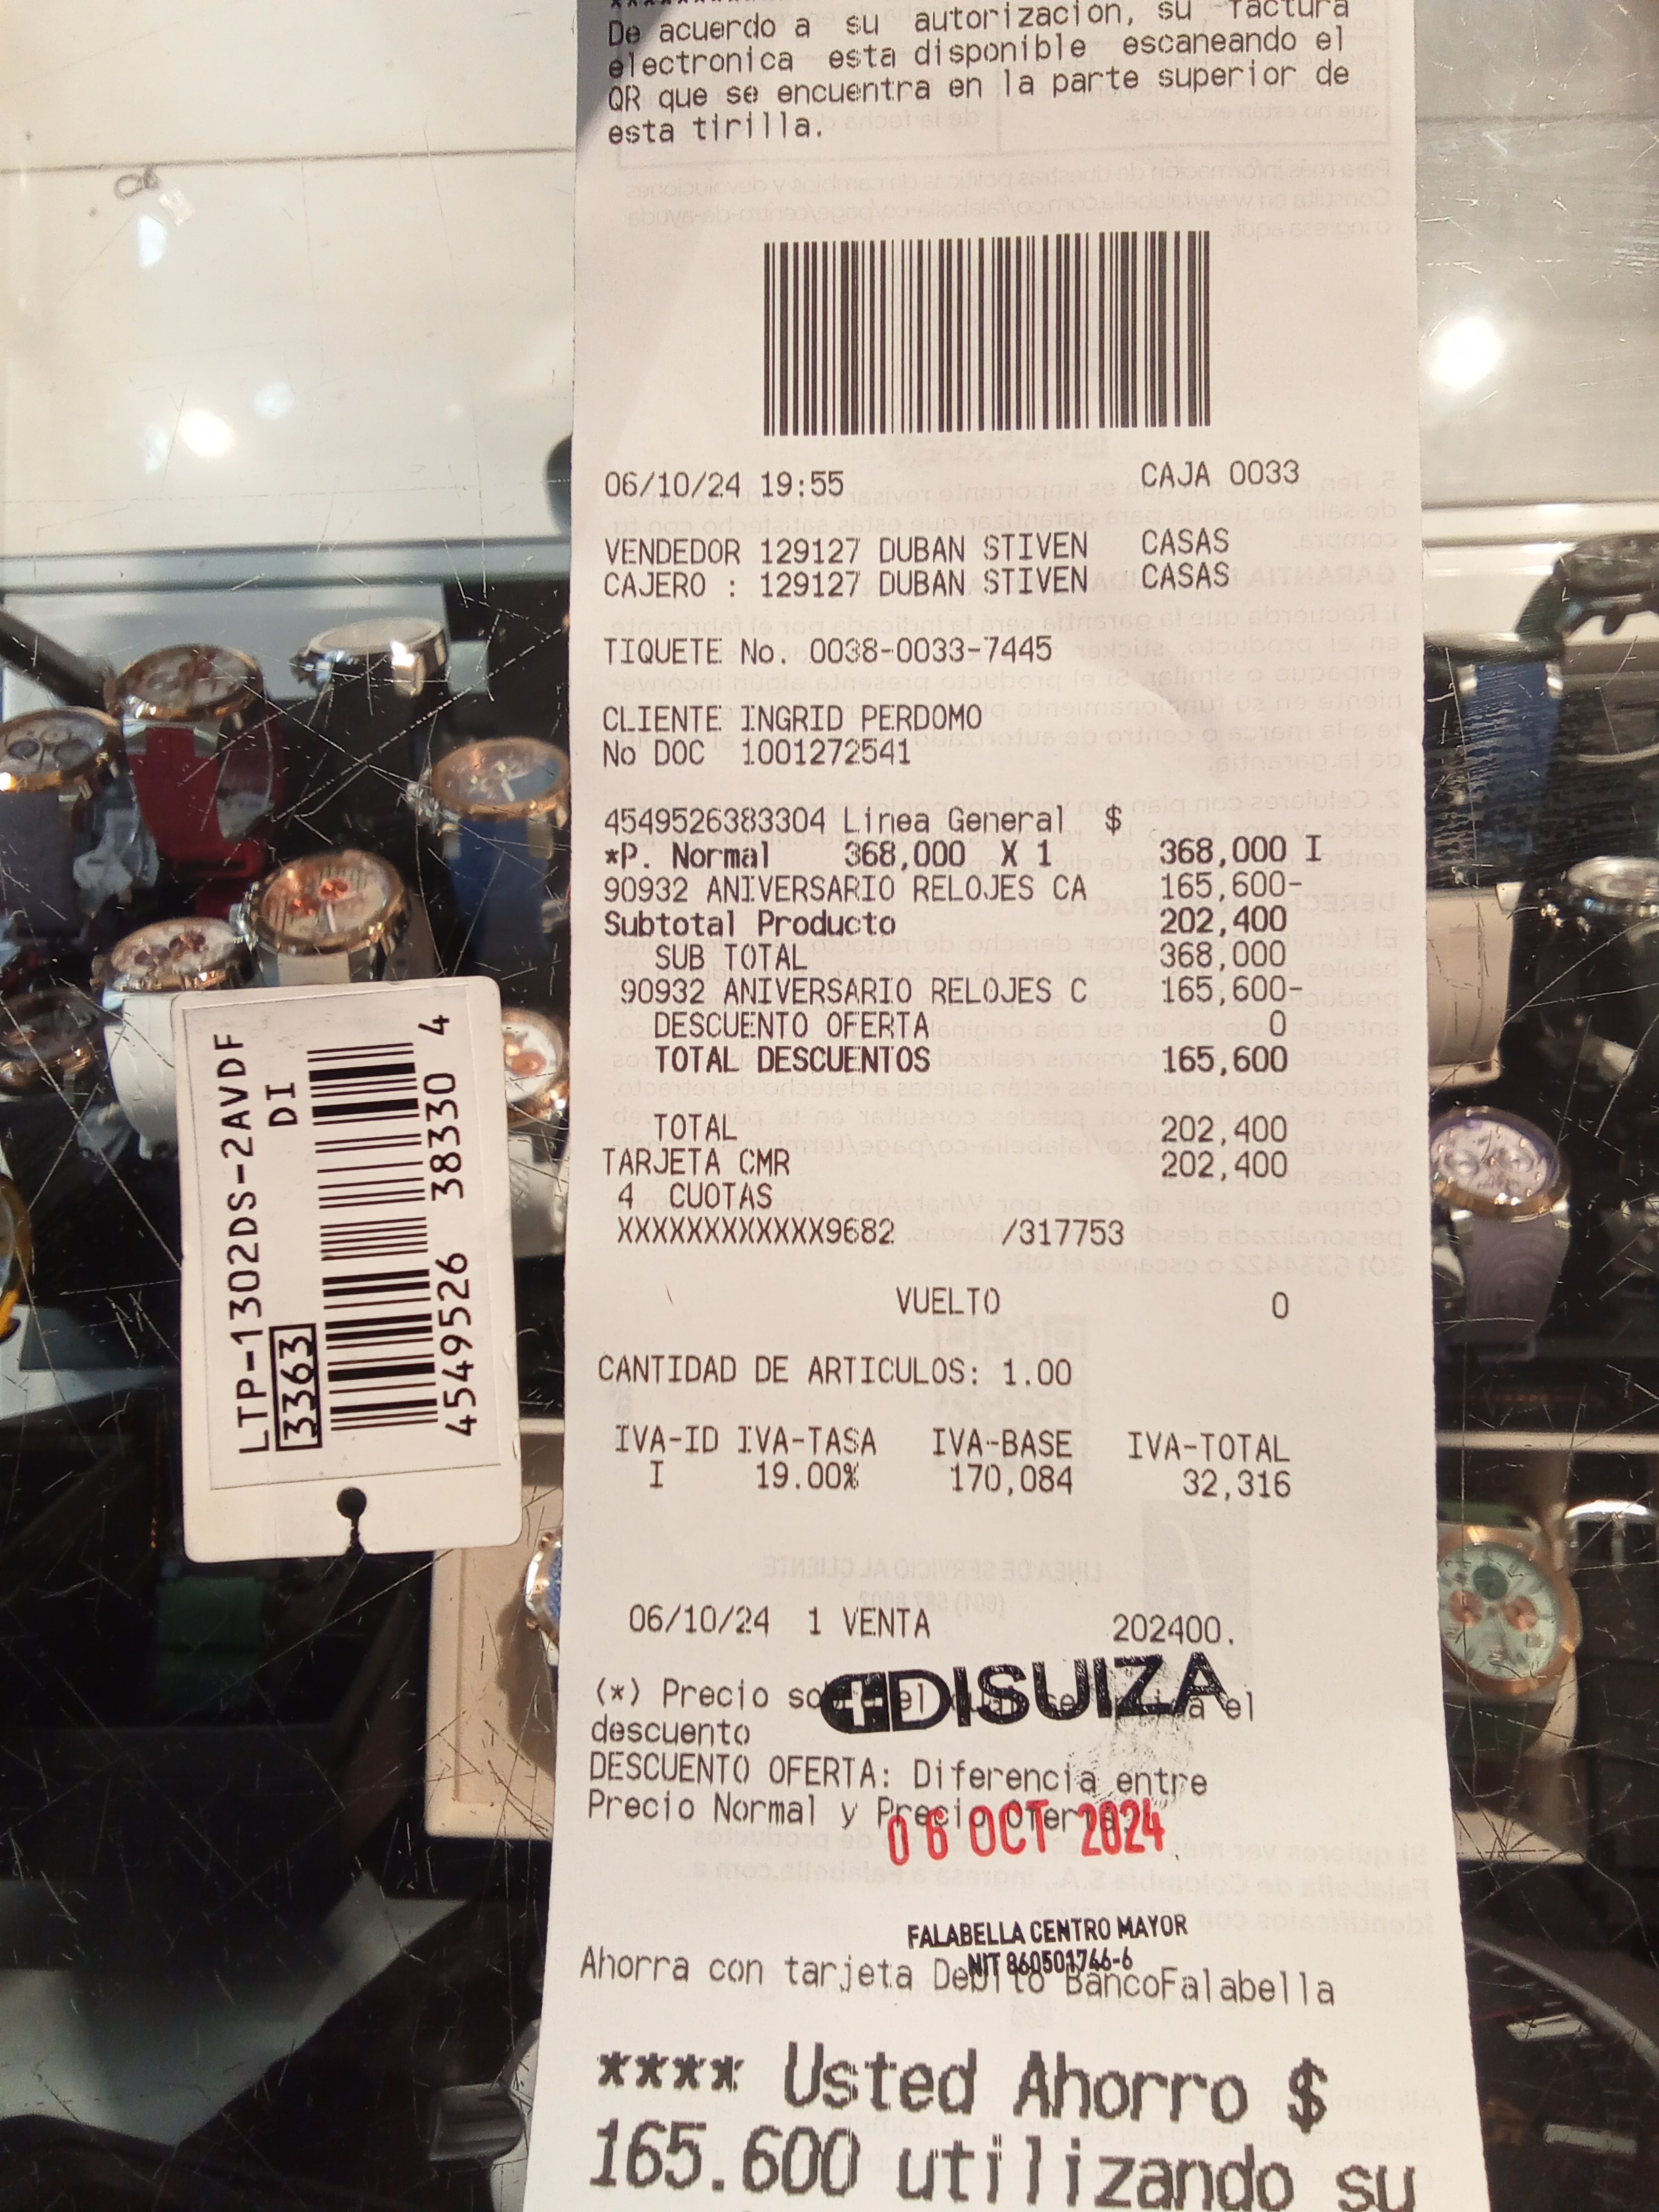 De acuerdo a su autorizacion, su factura
electronica esta disponible escaneando el
QR que se encuentra en la parte superior de
esta tirilla.
06/10/24 19:55 CAJA 0033
VENDEDOR 129127 DUBAN STIVEN CASAS
CAJERO : 129127 DUBAN STIVEN CASAS
TIQUETE No. 0038-0033-7445
CLIENTE INGRID PERDOMO
No DOC 1001272541
4549526383304 Linea General $
*P. Normal 368,000 X 1 368,000 I
90932 ANIVERSARIO RELOJES CA 165,600-
Subtotal Producto 202,400
SUB TOTAL 368,000
90932 ANIVERSARIO RELOJES C 165,600-
DESCUENTO OFERTA 0
TOTAL DESCUENTOS 165,600
TOTAL 202,400
TARJETA CMR 202,400
4 CUOTAS
XXXXXXXXXXXX9682 /317753
VUELTO 0
CANTIDAD DE ARTICULOS: 1.00
IVA-ID IVA-TASA IVA-BASE IVA-TOTAL
I 19.00% 170,084 32,316
06/10/24 1 VENTA 202400.
DISUIZA
(*) Precio el
descuento
DESCUENTO OFERTA: Diferencia entre
Precio Normal y Precio Oferta.
06 OCT 2024
FALABELLA CENTRO MAYOR
NIT 860501766-6
Ahorra con tarjeta Debito BancoFalabella
**** Usted Ahorro $
165.600 utilizando su
LTP-1302DS-2AVDF
DI
3363
4549526 38330 4